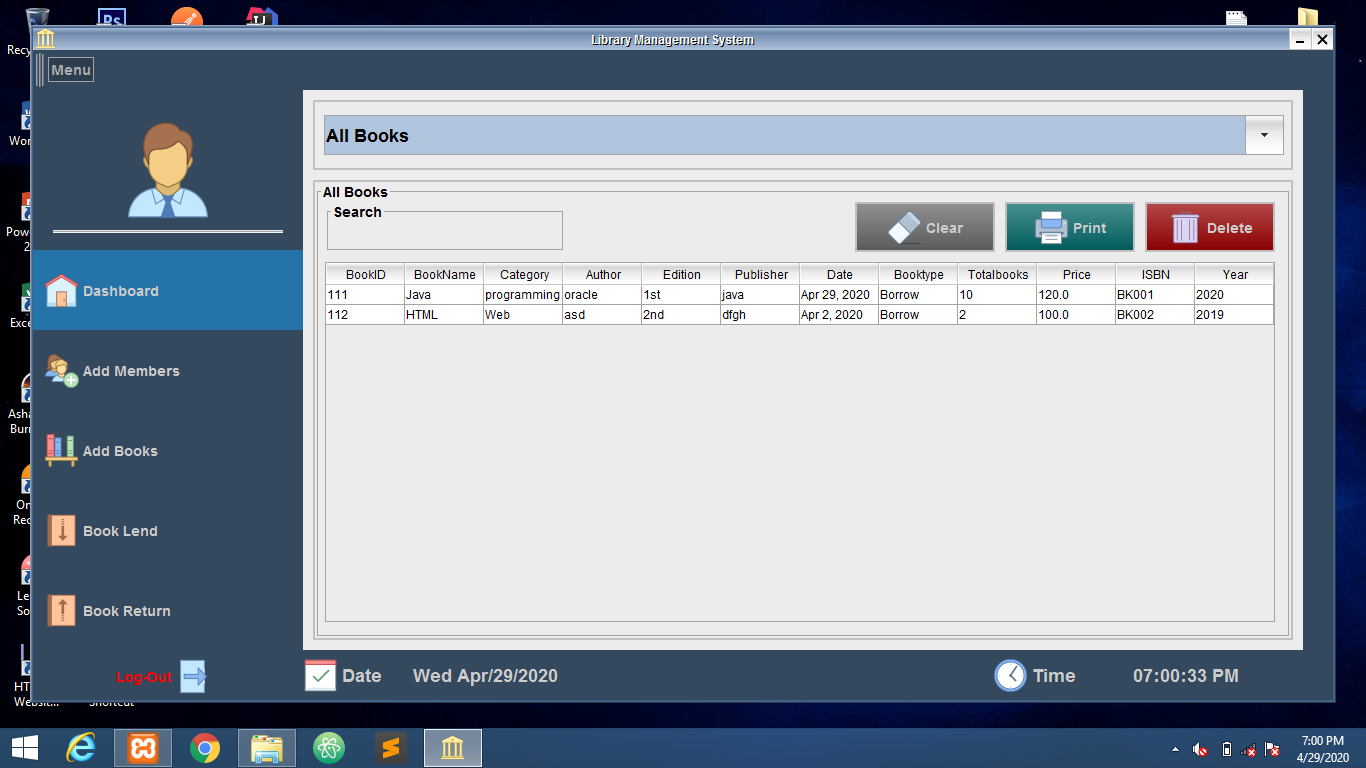 Ps
IJ
Library Management System
Menu
All Books
All Books
Search
Clear Print Delete
BookID BookName Category Author Edition Publisher Date Booktype Totalbooks Price ISBN Year
111 Java programming oracle 1st java Apr 29, 2020 Borrow 10 120.0 BK001 2020
112 HTML Web asd 2nd dfgh Apr 2, 2020 Borrow 2 100.0 BK002 2019
Dashboard
Add Members
Add Books
Book Lend
Book Return
Log-Out
Date Wed Apr/29/2020 Time 07:00:33 PM
Websit...
7:00 PM
4/29/2020